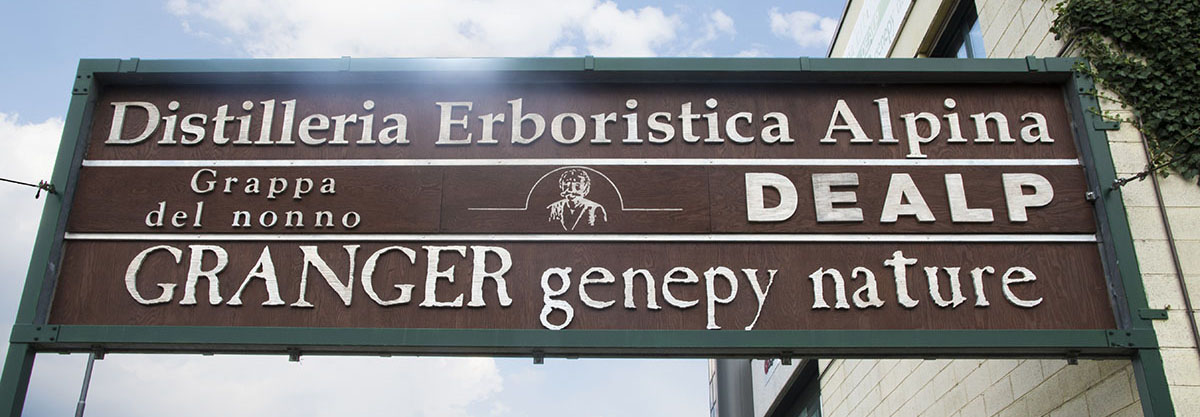 Distilleria Erboristica Alpina
Grappa
del nonno
DEALP
GRANGER genepy nature